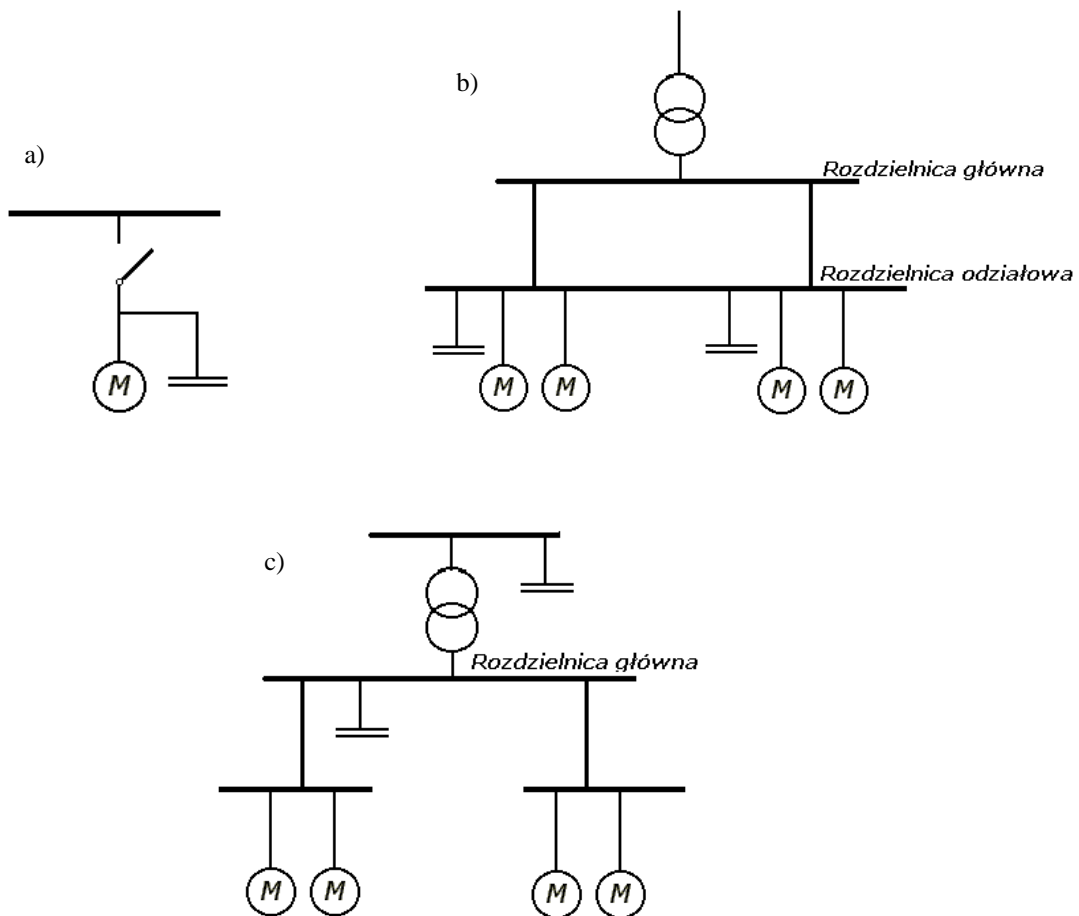 b)
a)
Rozdzielnica główna
Rozdzielnica odziałowa
M
M M M M
c)
Rozdzielnica główna
M M M M